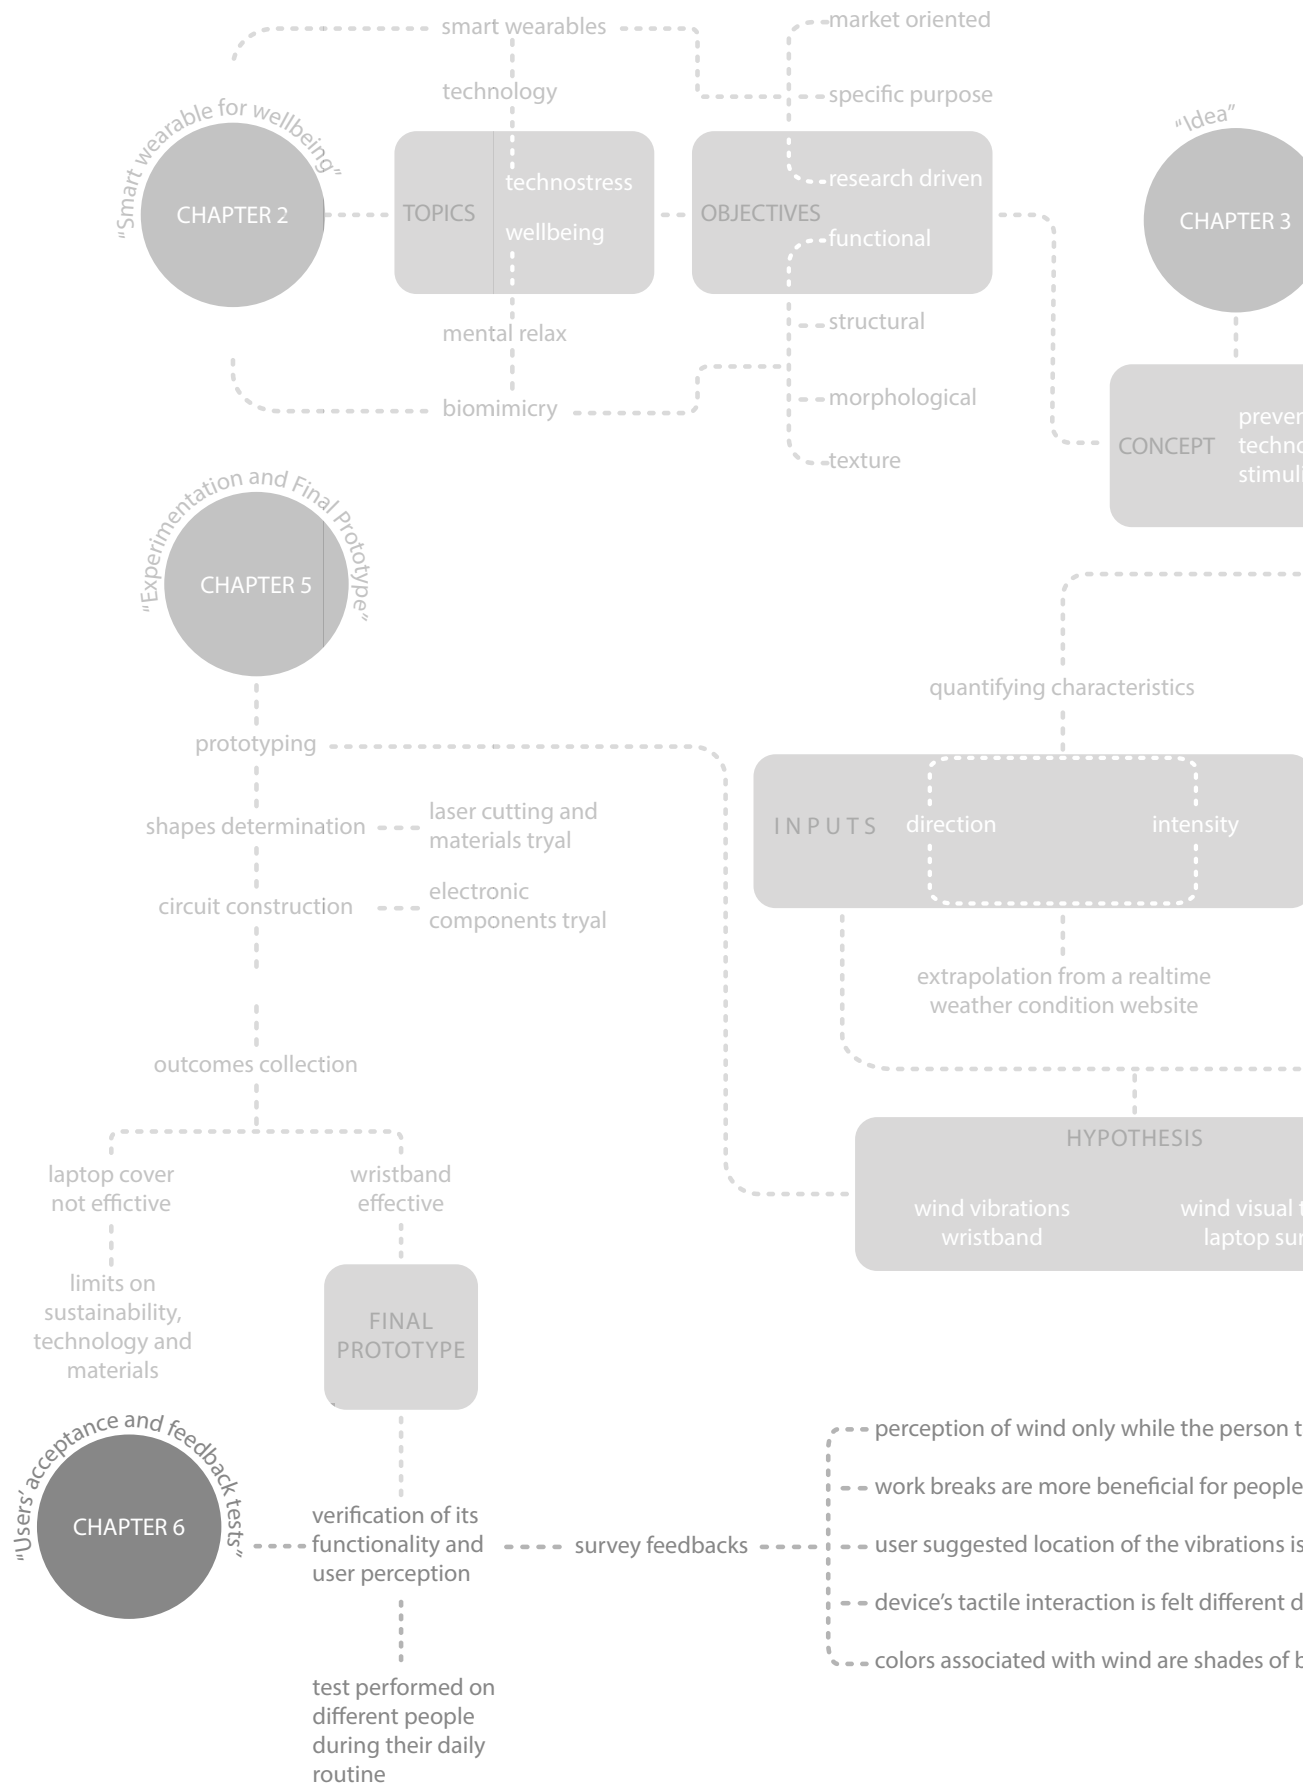 smart wearables
technology
"Smart wearable for wellbeing"
CHAPTER 2
TOPICS
technostress
wellbeing
mental relax
biomimicry
market oriented
specific purpose
OBJECTIVES
research driven
functional
structural
morphological
texture
"Idea"
CHAPTER 3
CONCEPT
"Experimentation and Final Prototype"
CHAPTER 5
prototyping
shapes determination
laser cutting and
materials tryal
circuit construction
electronic
components tryal
outcomes collection
laptop cover
not effictive
limits on
sustainability,
technology and
materials
wristband
effective
FINAL
PROTOTYPE
quantifying characteristics
INPUTS
direction
intensity
extrapolation from a realtime
weather condition website
HYPOTHESIS
wind vibrations
wristband
wind visual
laptop
"Users' acceptance and feedback tests"
CHAPTER 6
verification of its
functionality and
user perception
test performed on
different people
during their daily
routine
survey feedbacks
perception of wind only while the person
work breaks are more beneficial for people
user suggested location of the vibrations is
device's tactile interaction is felt different
colors associated with wind are shades of